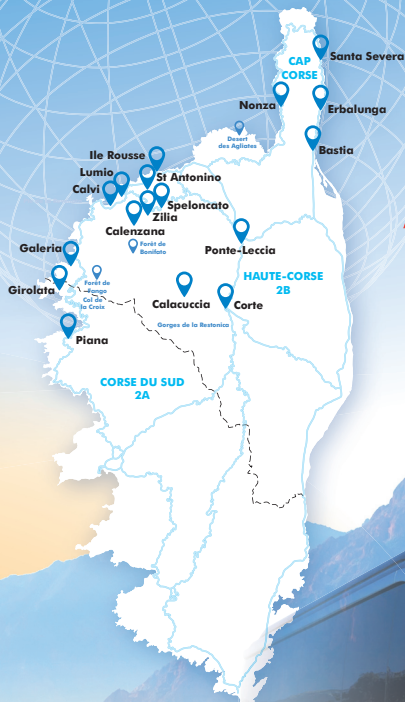 Santa Severa
CAP
CORSE
Nonza
Erbalunga
Desert
des Agliates
Bastia
Ile Rousse
Lumio
St Antonino
Calvi
Speloncato
Zilia
Calenzana
Forêt de
Bonifato
Ponte-Leccia
Galeria
Girolata
Forêt de
Fango
Col de
la Croix
HAUTE-CORSE
2B
Calacuccia
Corte
Gorges de la Restonica
Piana
CORSE DU SUD
2A